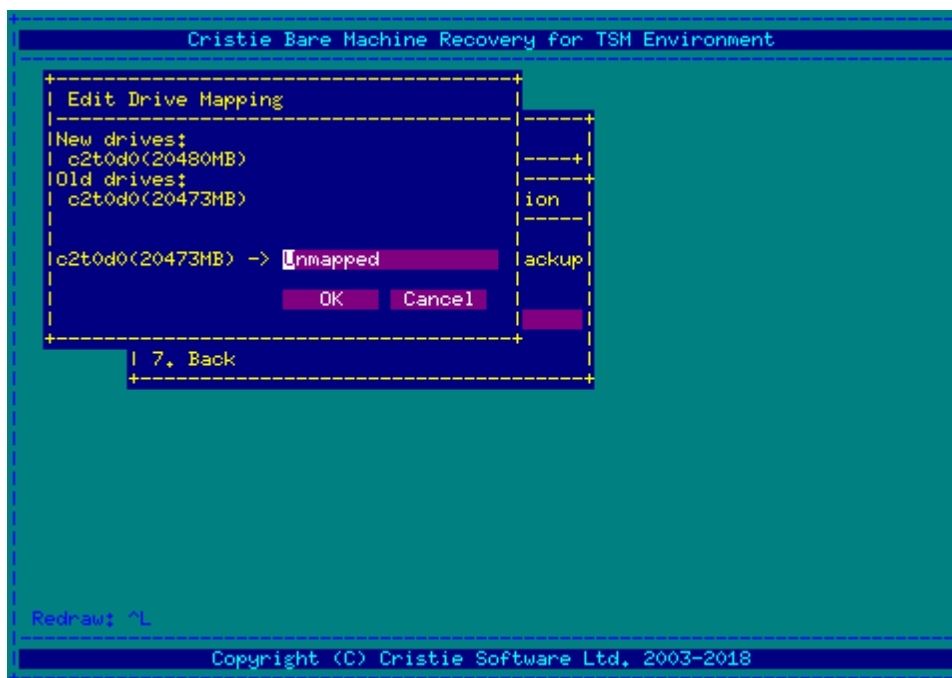 Cristie Bare Machine Recovery for TSM Environment
Edit Drive Mapping
New drives:
c2t0d0(20480MB)
Old drives:
c2t0d0(20473MB)
ion
c2t0d0(20473MB) -> Unmapped
ackup
OK Cancel
7. Back
Redraw: ^L
Copyright (C) Cristie Software Ltd. 2003-2018